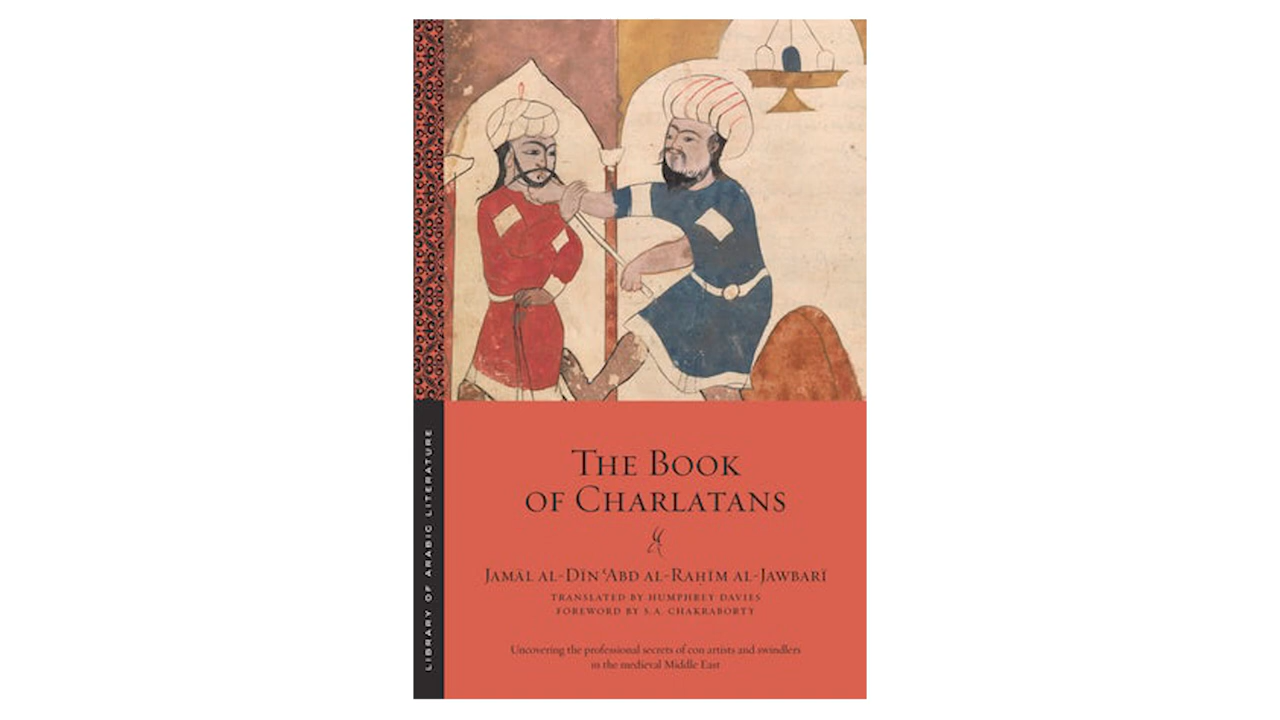 THE BOOK
OF CHARLATANS
JAMĀL AL-DĪN ʿABD AL-RAḤĪM AL-JAWBARĪ
TRANSLATED BY HUMPHREY DAVIES
FOREWORD BY S.A. CHAKRABORTY
Uncovering the professional secrets of con artists and swindlers
in the medieval Middle East
LIBRARY OF ARABIC LITERATURE